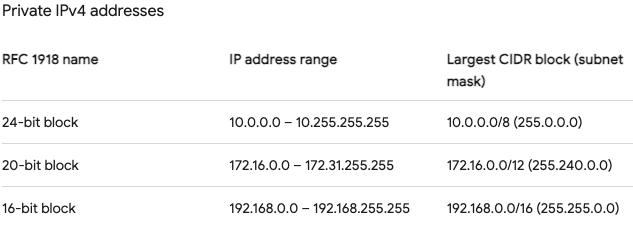 Private IPv4 addresses
RFC 1918 name IP address range Largest CIDR block (subnet
mask)
24-bit block 10.0.0.0 – 10.255.255.255 10.0.0.0/8 (255.0.0.0)
20-bit block 172.16.0.0 – 172.31.255.255 172.16.0.0/12 (255.240.0.0)
16-bit block 192.168.0.0 – 192.168.255.255 192.168.0.0/16 (255.255.0.0)